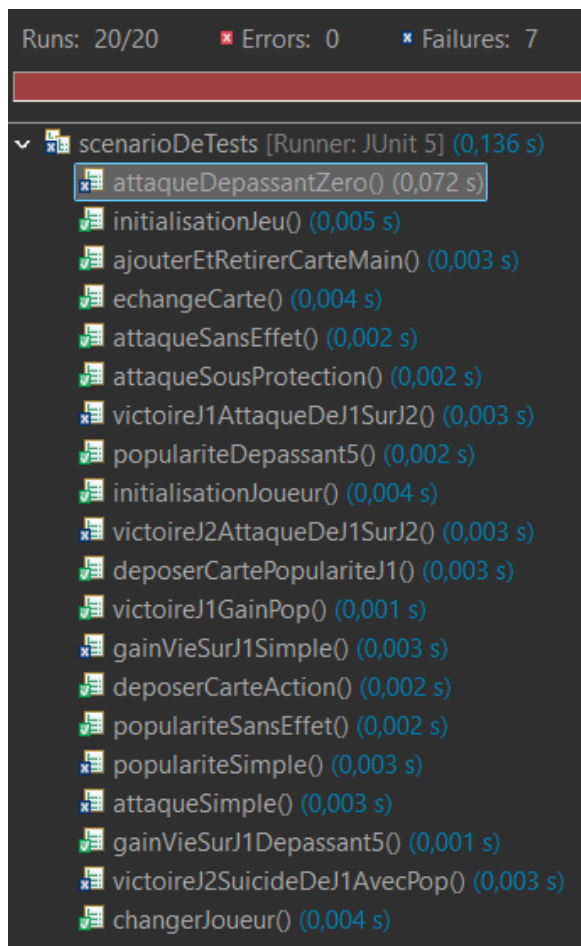 Runs: 20/20 Errors: 0 Failures: 7
scenarioDeTests [Runner: JUnit 5] (0,136 s)
attaqueDepassantZero() (0,072 s)
initialisationJeu() (0,005 s)
ajouterEtRetirerCarteMain() (0,003 s)
echangeCarte() (0,004 s)
attaqueSansEffet() (0,002 s)
attaqueSousProtection() (0,002 s)
victoireJ1AttaqueDeJ1SurJ2() (0,003 s)
populariteDepassant5() (0,002 s)
initialisationJoueur() (0,004 s)
victoireJ2AttaqueDeJ1SurJ2() (0,003 s)
deposerCartePopulariteJ1() (0,003 s)
victoireJ1GainPop() (0,001 s)
gainVieSurJ1Simple() (0,003 s)
deposerCarteAction() (0,002 s)
populariteSansEffet() (0,002 s)
populariteSimple() (0,003 s)
attaqueSimple() (0,003 s)
gainVieSurJ1Depassant5() (0,001 s)
victoireJ2SuicideDeJ1AvecPop() (0,003 s)
changerJoueur() (0,004 s)